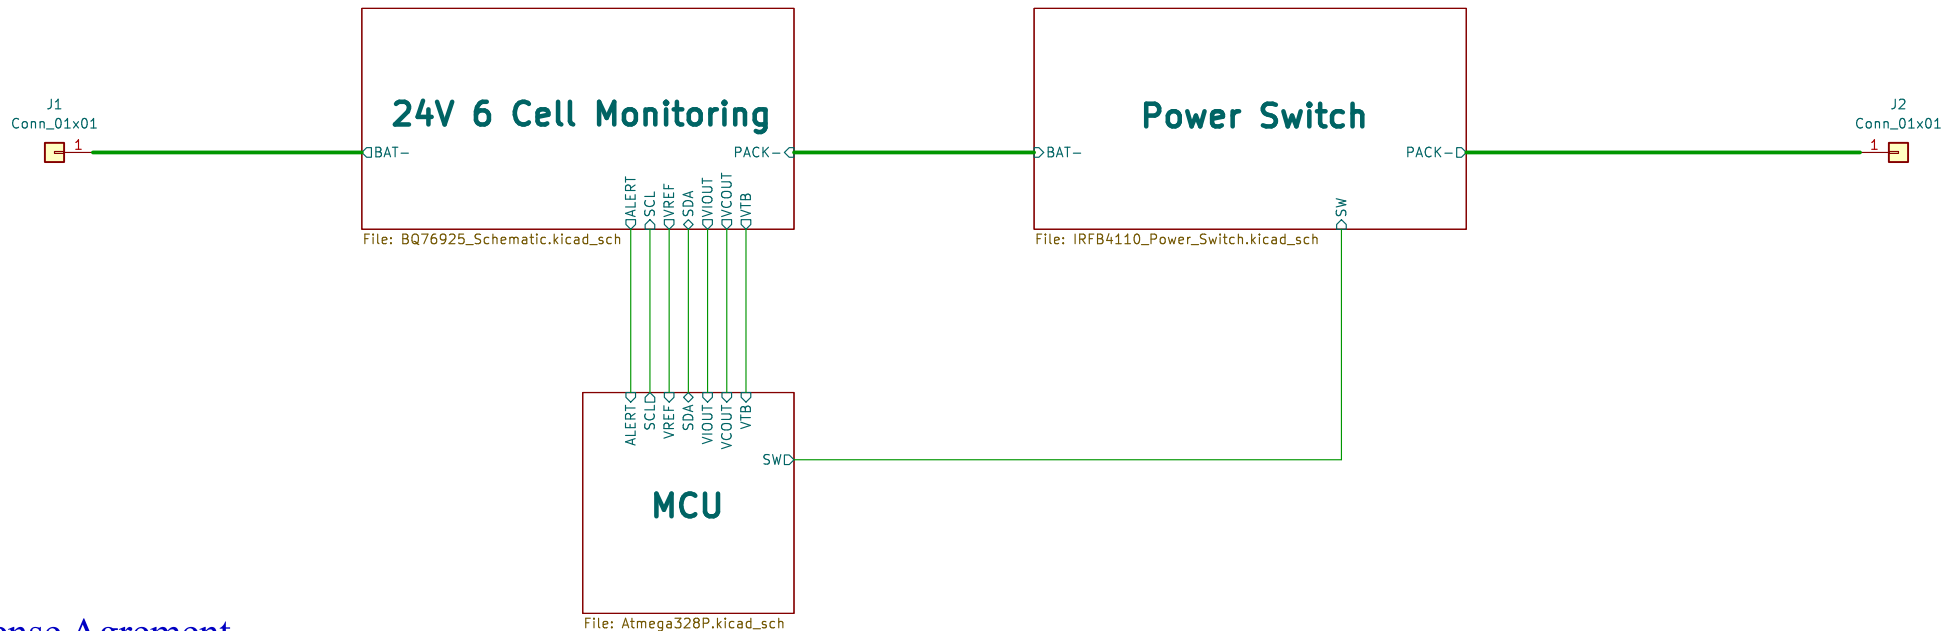 J1
Conn_01x01
1
24V 6 Cell Monitoring
BAT-
PACK-
ALERT
SCL
VREF
SDA
VIOUT
VCOUT
VTB
File: BQ76925_Schematic.kicad_sch
Power Switch
BAT-
PACK-
SW
File: IRFB4110_Power_Switch.kicad_sch
J2
Conn_01x01
1
ALERT
SCL
VREF
SDA
VIOUT
VCOUT
VTB
SW
MCU
File: Atmega328P.kicad_sch
Agrement